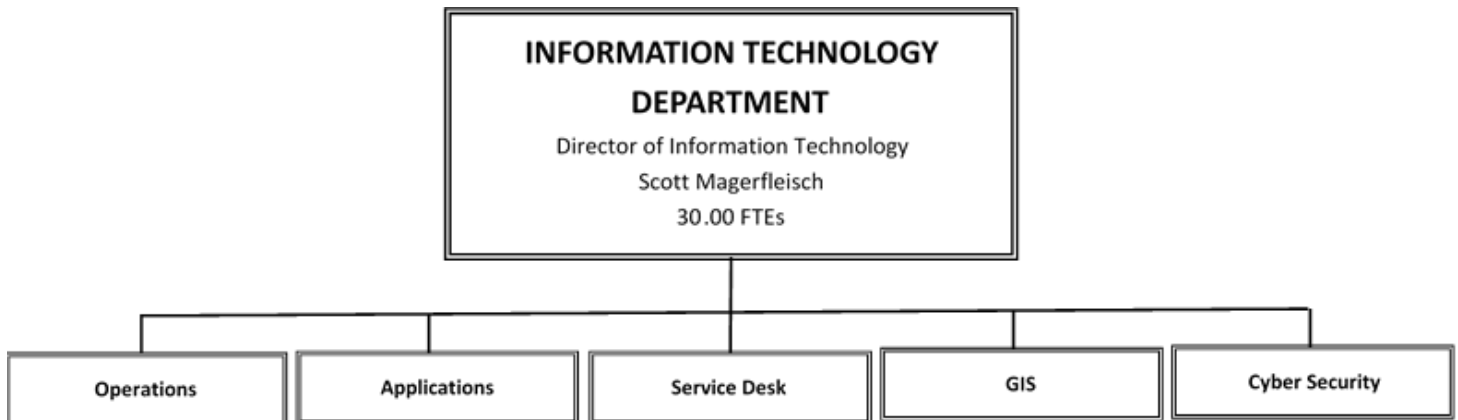 INFORMATION TECHNOLOGY
DEPARTMENT
Director of Information Technology
Scott Magerfleisch
30.00 FTEs
Operations
Applications
Service Desk
GIS
Cyber Security